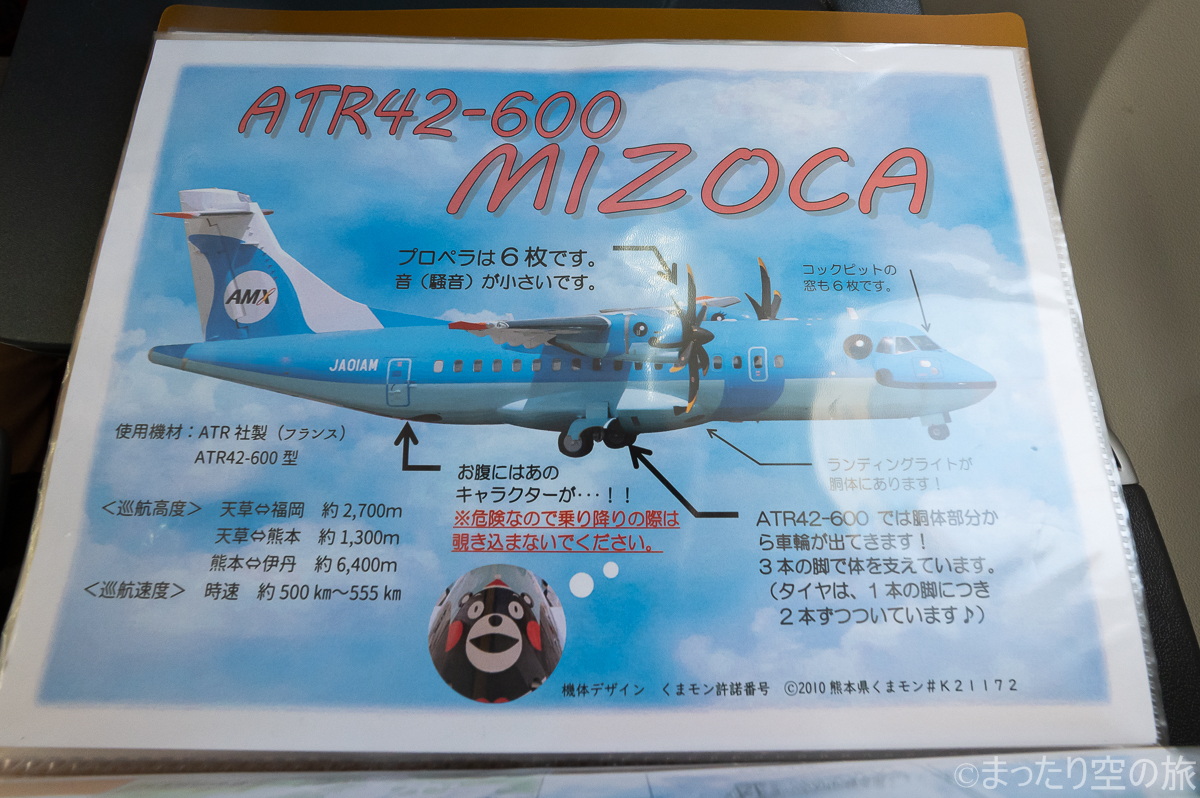 ATR42-600
MIZOCA
プロペラは6枚です。
音（騒音）が小さいです。
コックピットの
窓も6枚です。
AMX
JA01AM
使用機材：ATR 社製（フランス）
ATR42-600 型
＜巡航高度＞ 天草⇔福岡 約 2,700m
天草⇔熊本 約 1,300m
熊本⇔伊丹 約 6,400m
＜巡航速度＞ 時速 約 500 ㎞～555 ㎞
お腹にはあの
キャラクターが･･･！！
※危険なので乗り降りの際は
覗き込まないでください。
ランディングライトが
胴体にあります！
ATR42-600 では胴体部分か
ら車輪が出てきます！
3本の脚で体を支えています。
（タイヤは、1本の脚につき
2本ずつついています♪）
機体デザイン くまモン許諾番号 ©2010 熊本県くまモン＃K21172
©まったり空の旅